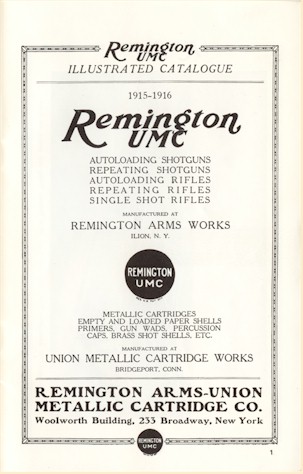 Remington
UMC
ILLUSTRATED CATALOGUE
1915-1916
Remington
UMC
AUTOLOADING SHOTGUNS
REPEATING SHOTGUNS
AUTOLOADING RIFLES
REPEATING RIFLES
SINGLE SHOT RIFLES
MANUFACTURED AT
REMINGTON ARMS WORKS
ILION, N. Y.
REMINGTON
UMC
METALLIC CARTRIDGES
EMPTY AND LOADED PAPER SHELLS
PRIMERS, GUN WADS, PERCUSSION
CAPS, BRASS SHOT SHELLS, ETC.
MANUFACTURED AT
UNION METALLIC CARTRIDGE WORKS
BRIDGEPORT, CONN.
REMINGTON ARMS-UNION
METALLIC CARTRIDGE CO.
Woolworth Building, 233 Broadway, New York
REMINGTON
UMC
1